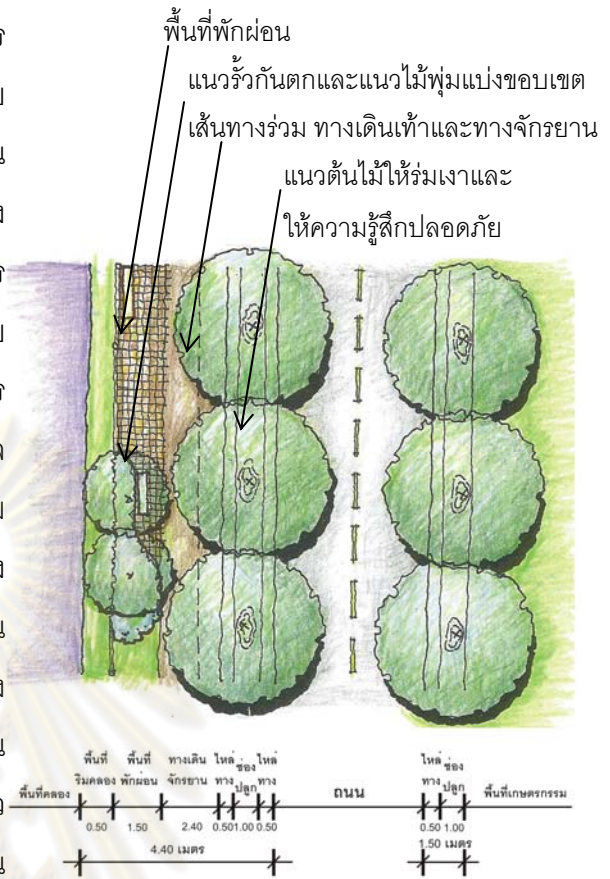 พื้นที่พักผ่อน
แนวรั้วกันตกและแนวไม้พุ่มแบ่งขอบเขต
เส้นทางร่วม ทางเดินเท้าและทางจักรยาน
แนวต้นไม้ให้ร่มเงาและ
ให้ความรู้สึกปลอดภัย
พื้นที่คลอง
พื้นที่
ริมคลอง
พื้นที่
พักผ่อน
ทางเดิน
จักรยาน
ไหล่
ทาง
ช่อง
ปลูก
ไหล่
ทาง
ถนน
ไหล่
ทาง
ช่อง
ปลูก
พื้นที่เกษตรกรรม
0.50 1.50 2.40 0.50 1.00 0.50 0.50 1.00
4.40 เมตร 1.50 เมตร